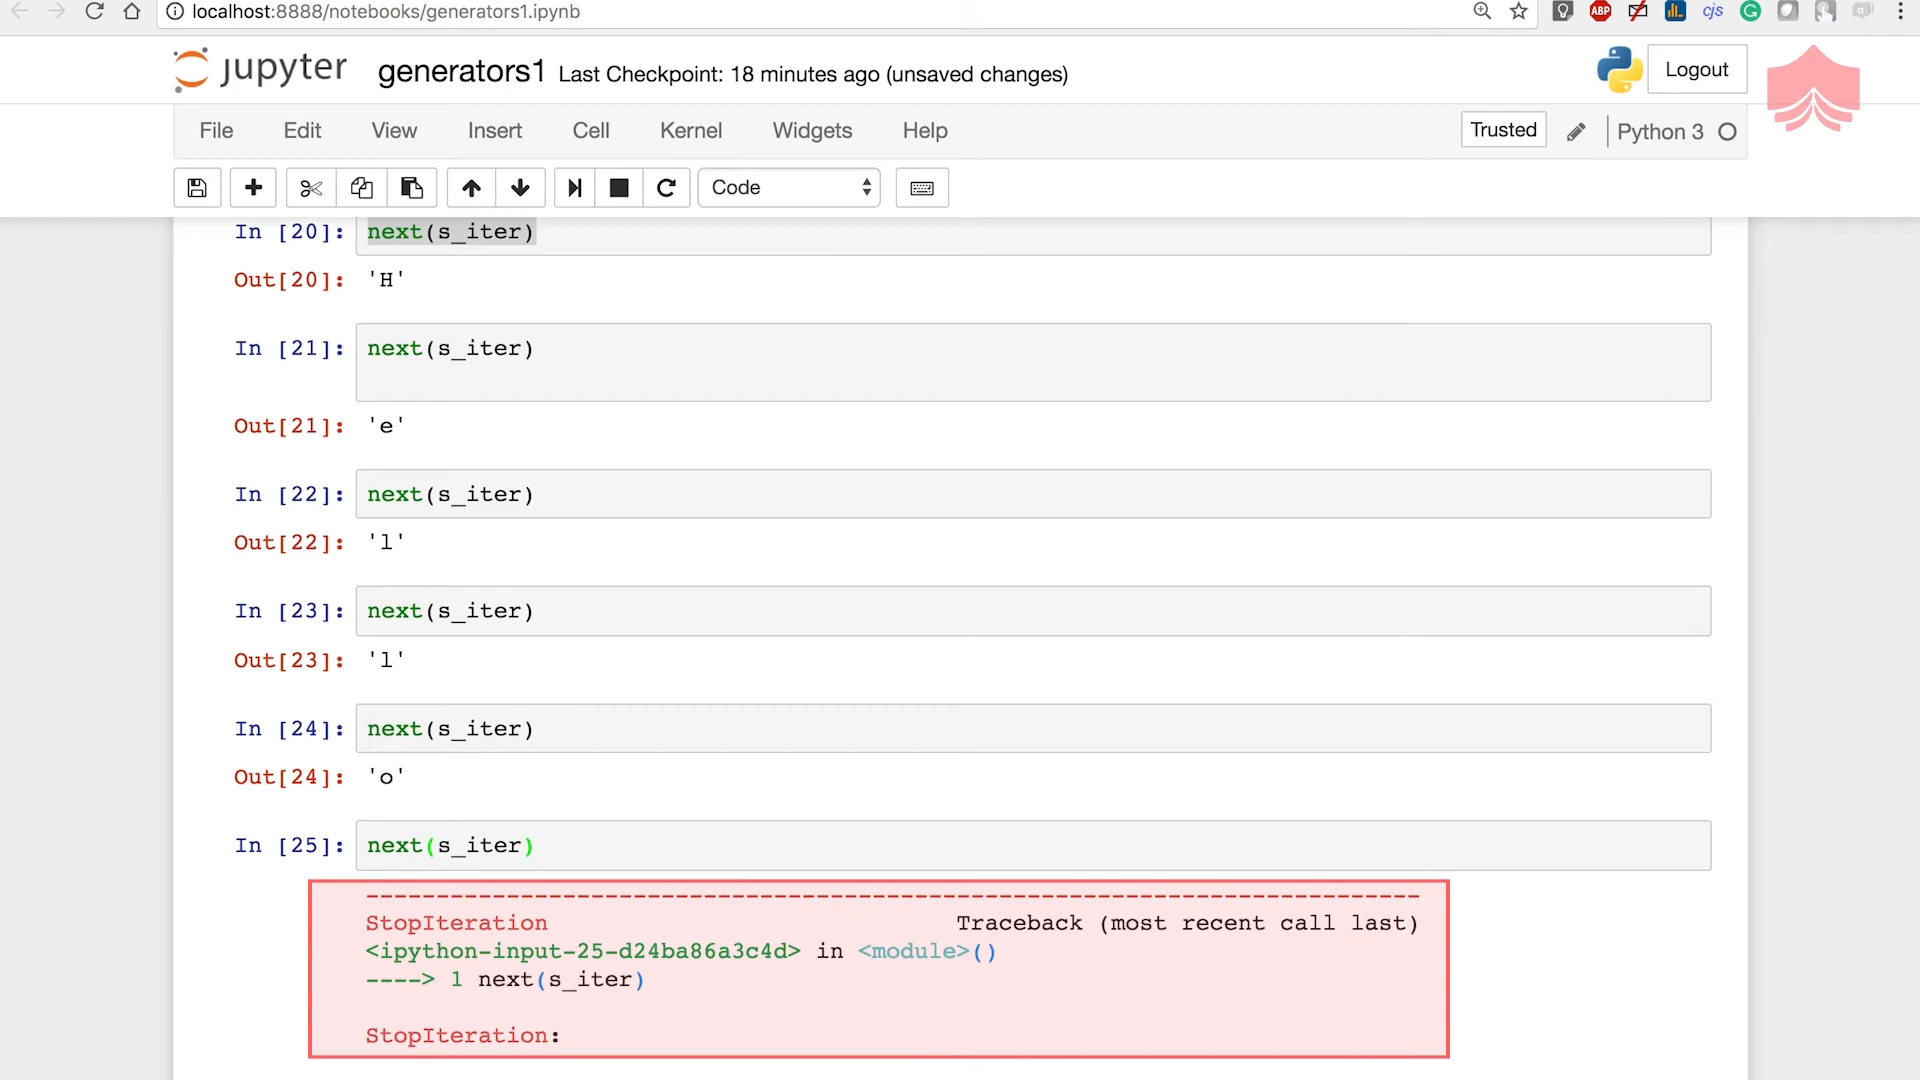 localhost:8888/notebooks/generators1.ipynb
ABP
cjs
jupyter generators1 Last Checkpoint: 18 minutes ago (unsaved changes)
Logout
File Edit View Insert Cell Kernel Widgets Help
Trusted
Python 3
Code
In [20]: next(s_iter)
Out[20]: 'H'
In [21]: next(s_iter)
Out[21]: 'e'
In [22]: next(s_iter)
Out[22]: 'l'
In [23]: next(s_iter)
Out[23]: 'l'
In [24]: next(s_iter)
Out[24]: 'o'
In [25]: next(s_iter)
---------------------------------------------------------------------------
StopIteration                             Traceback (most recent call last)
<ipython-input-25-d24ba86a3c4d> in <module>()
----> 1 next(s_iter)
StopIteration: